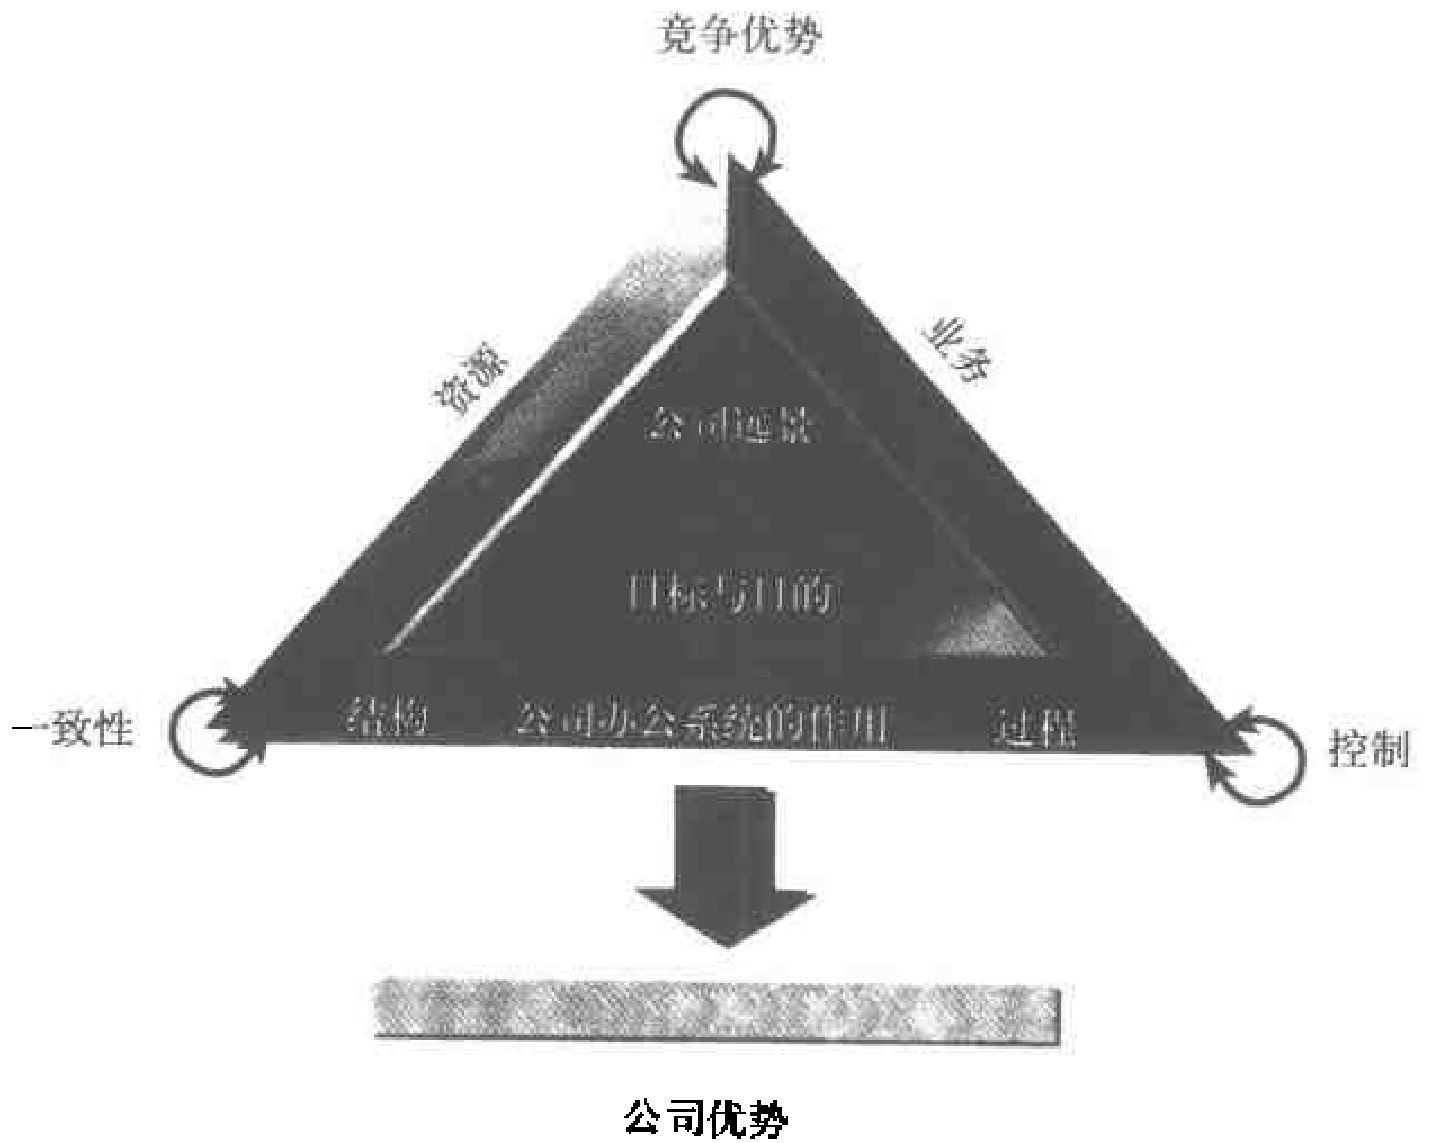 竞争优势
资源
业务
公司远景
目标与目的
一致性
结构
公司办公系统的作用
过程
控制
公司优势